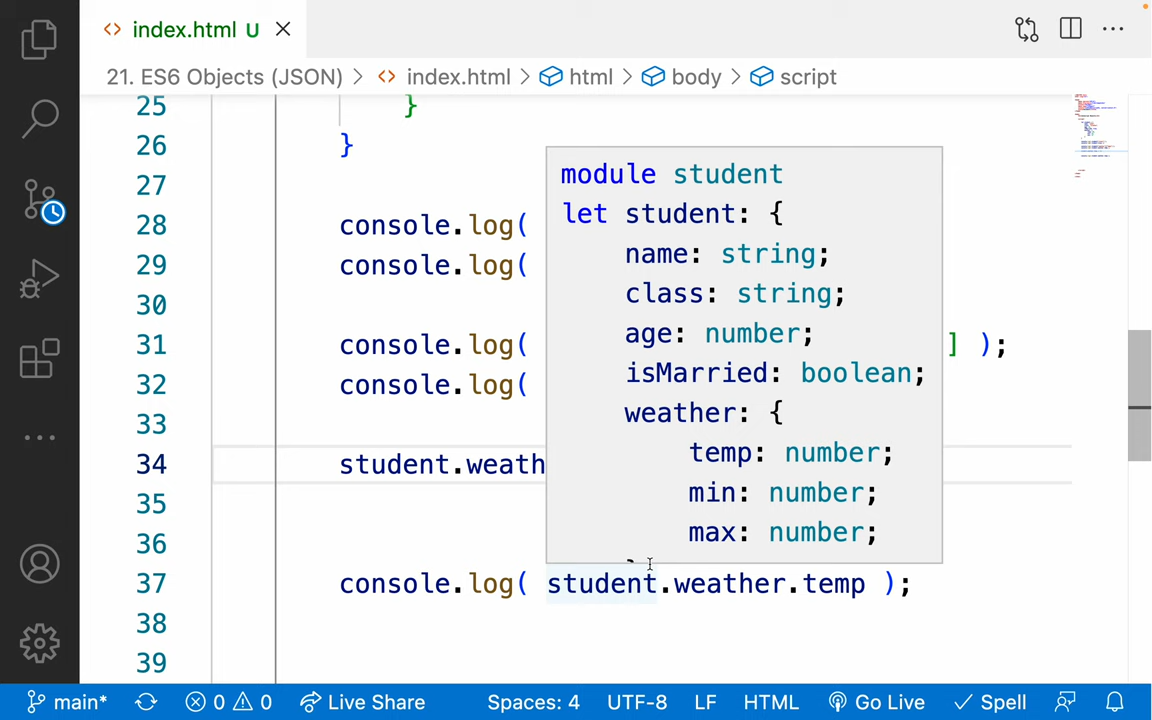 index.html U
21. ES6 Objects (JSON) > index.html > html > body > script
25 }
26 }
27
28 console.log(
29 console.log(
30
31 console.log( ] );
32 console.log(
33
34 student.weath
35
36
37 console.log( student.weather.temp );
38
39
module student
let student: {
name: string;
class: string;
age: number;
isMarried: boolean;
weather: {
temp: number;
min: number;
max: number;
main* 0 0 Live Share Spaces: 4 UTF-8 LF HTML Go Live Spell